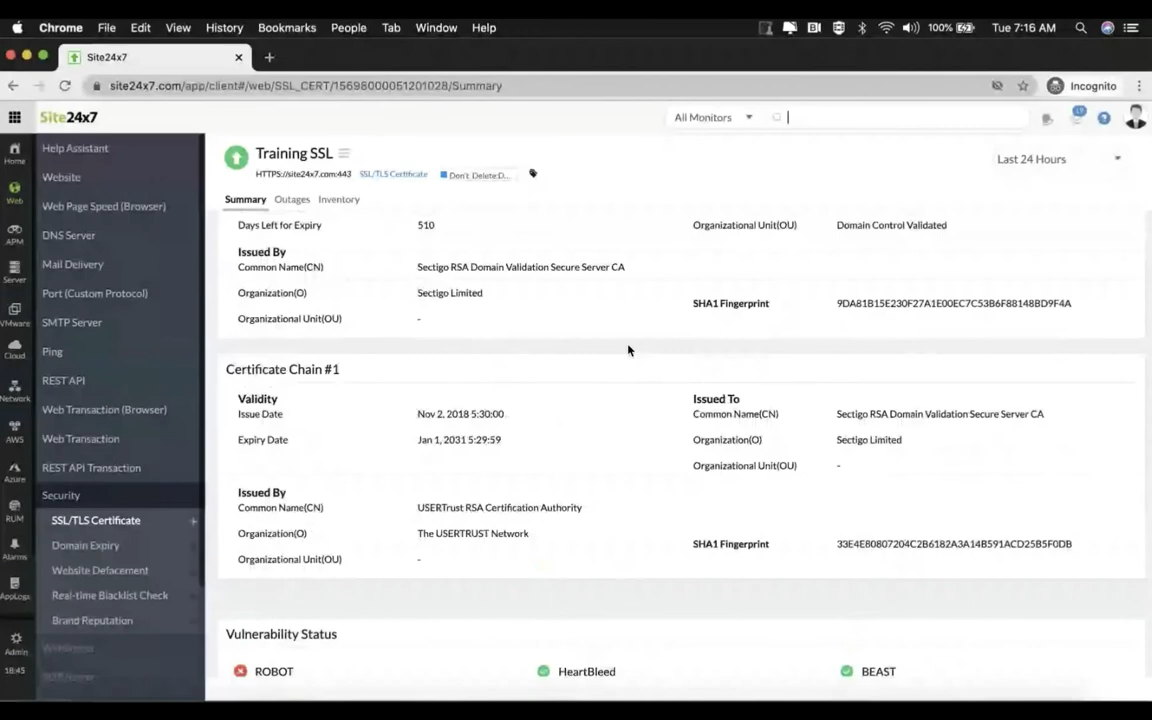 Chrome File Edit View History Bookmarks People Tab Window Help 100% Tue 7:16 AM
Site24x7
site24x7.com/app/client#/web/SSL_CERT/15698000051201028/Summary Incognito
Site24x7 All Monitors
Home
Web
APM
Server
VMware
Cloud
Network
AWS
Azure
RUM
Alarms
AppLogs
Admin
18:45
Help Assistant
Website
Web Page Speed (Browser)
DNS Server
Mail Delivery
Port (Custom Protocol)
SMTP Server
Ping
REST API
Web Transaction (Browser)
Web Transaction
REST API Transaction
Security
SSL/TLS Certificate +
Domain Expiry
Website Defacement
Real-time Blacklist Check
Brand Reputation
Training SSL
Last 24 Hours
HTTPS://site24x7.com:443 SSL/TLS Certificate Don't Delete:D...
Summary Outages Inventory
Days Left for Expiry 510 Organizational Unit(OU) Domain Control Validated
Issued By
Common Name(CN) Sectigo RSA Domain Validation Secure Server CA
Organization(O) Sectigo Limited
SHA1 Fingerprint 9DA81B15E230F27A1E00EC7C53B6F88148BD9F4A
Organizational Unit(OU) -
Certificate Chain #1
Validity Issued To
Issue Date Nov 2, 2018 5:30:00 Common Name(CN) Sectigo RSA Domain Validation Secure Server CA
Expiry Date Jan 1, 2031 5:29:59 Organization(O) Sectigo Limited
Organizational Unit(OU) -
Issued By
Common Name(CN) USERTrust RSA Certification Authority
Organization(O) The USERTRUST Network
SHA1 Fingerprint 33E4E80807204C2B6182A3A14B591ACD25B5F0DB
Organizational Unit(OU) -
Vulnerability Status
ROBOT HeartBleed BEAST